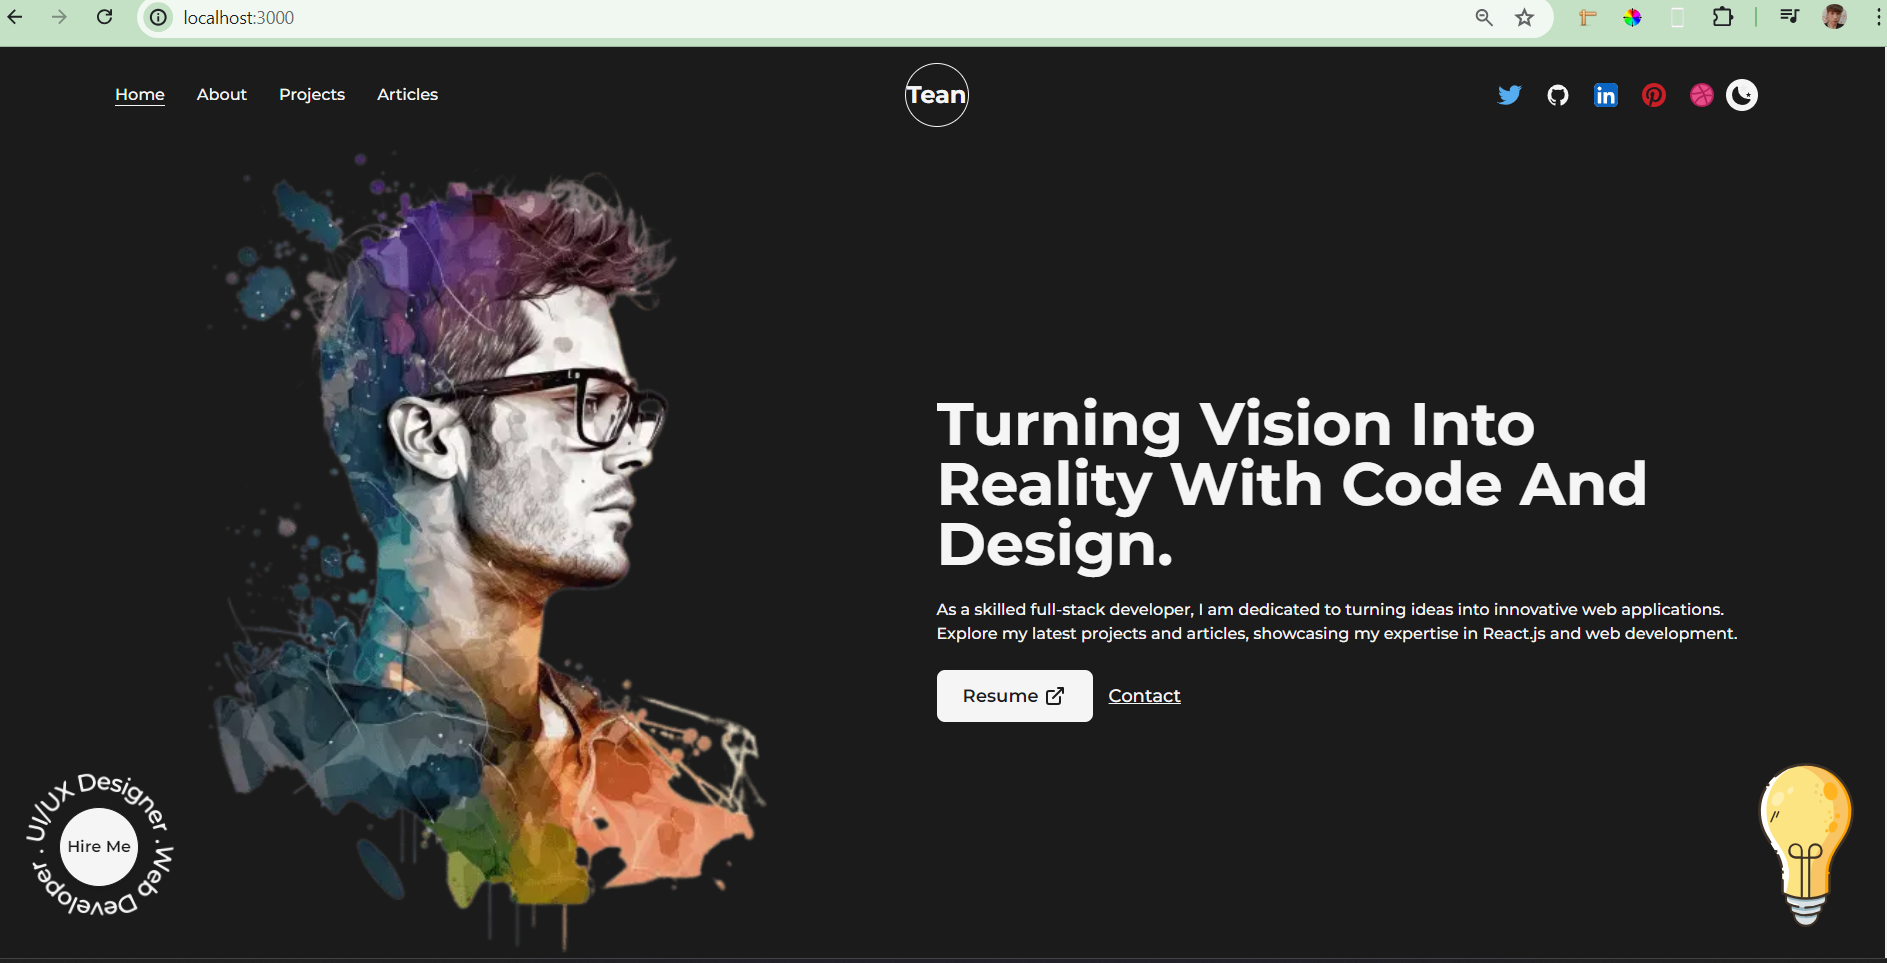 localhost:3000
Home
About
Projects
Articles
Tean
in
Turning Vision Into
Reality With Code And
Design.
As a skilled full-stack developer, I am dedicated to turning ideas into innovative web applications.
Explore my latest projects and articles, showcasing my expertise in React.js and web development.
Resume
Contact
UI/UX Designer · Web Developer ·
Hire Me